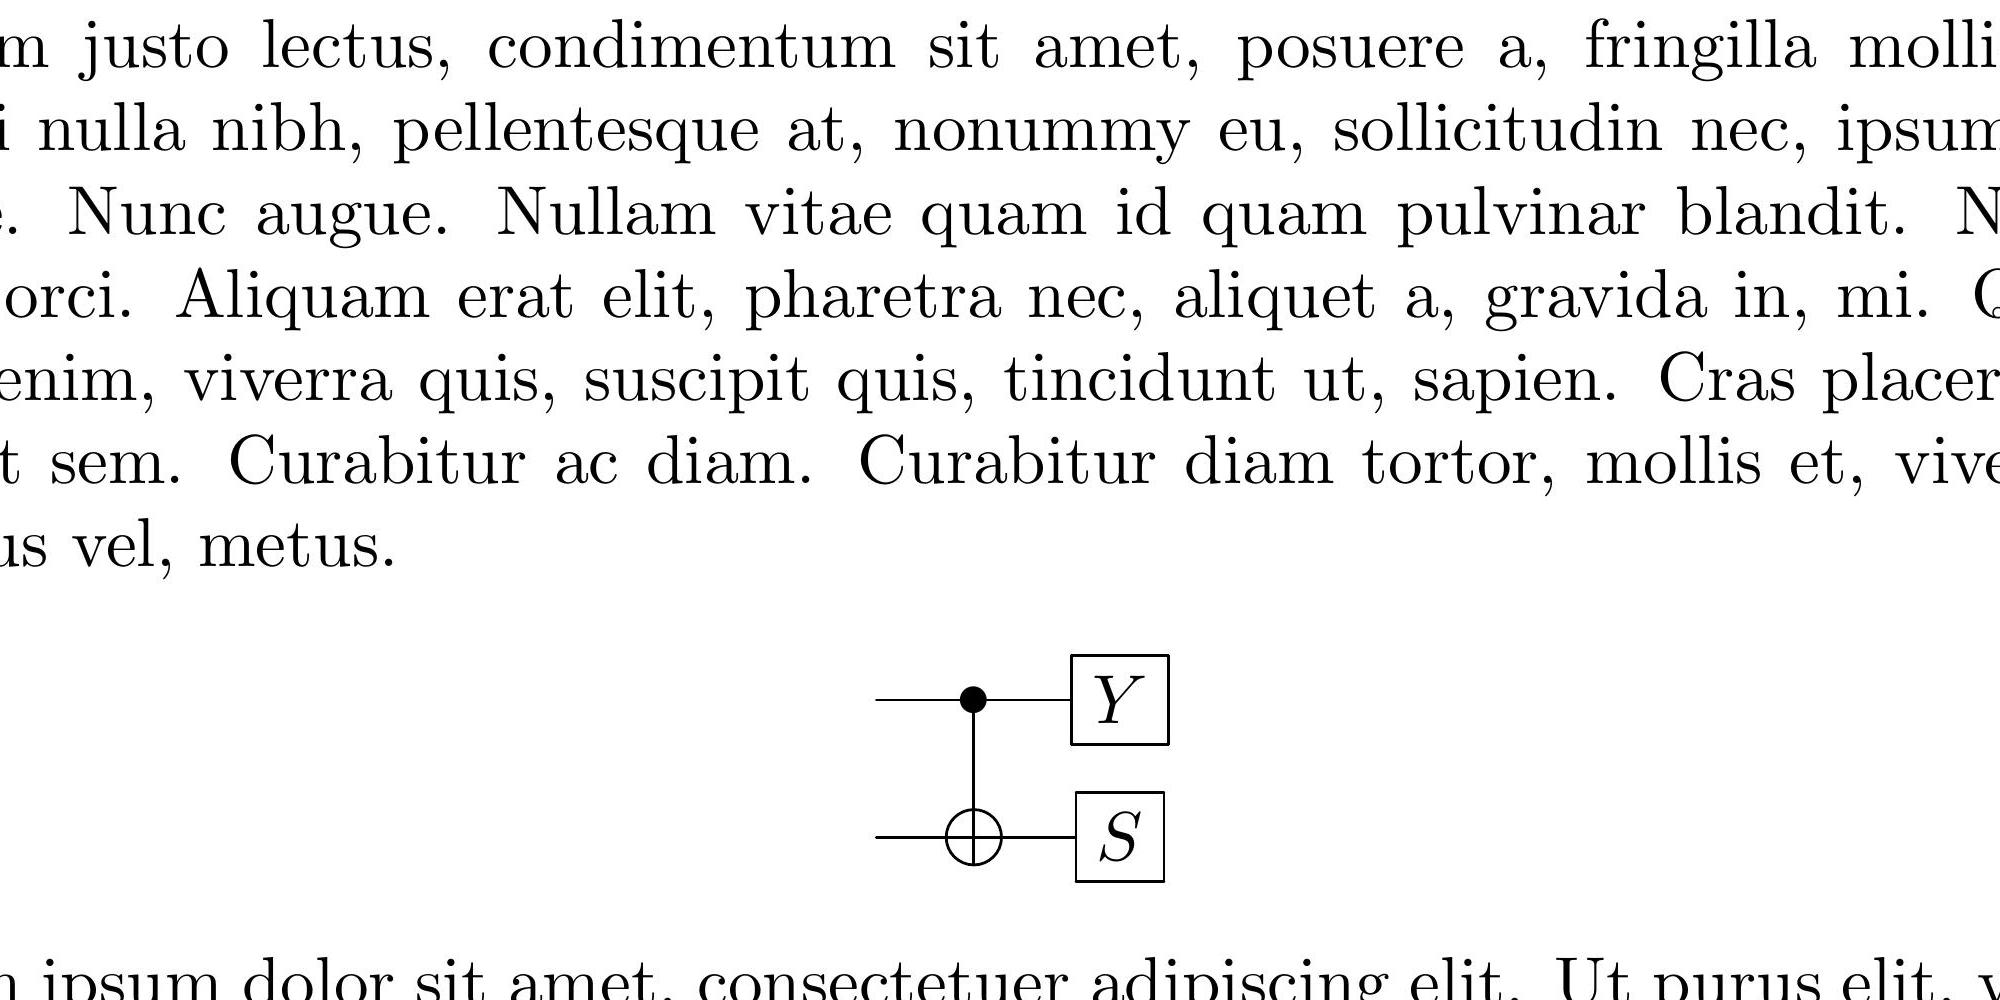 m justo lectus, condimentum sit amet, posuere a, fringilla molli
i nulla nibh, pellentesque at, nonummy eu, sollicitudin nec, ipsum
e. Nunc augue. Nullam vitae quam id quam pulvinar blandit. N
orci. Aliquam erat elit, pharetra nec, aliquet a, gravida in, mi. Q
enim, viverra quis, suscipit quis, tincidunt ut, sapien. Cras placer
t sem. Curabitur ac diam. Curabitur diam tortor, mollis et, vive
us vel, metus.
Y
S
m ipsum dolor sit amet, consectetuer adipiscing elit. Ut purus elit, v